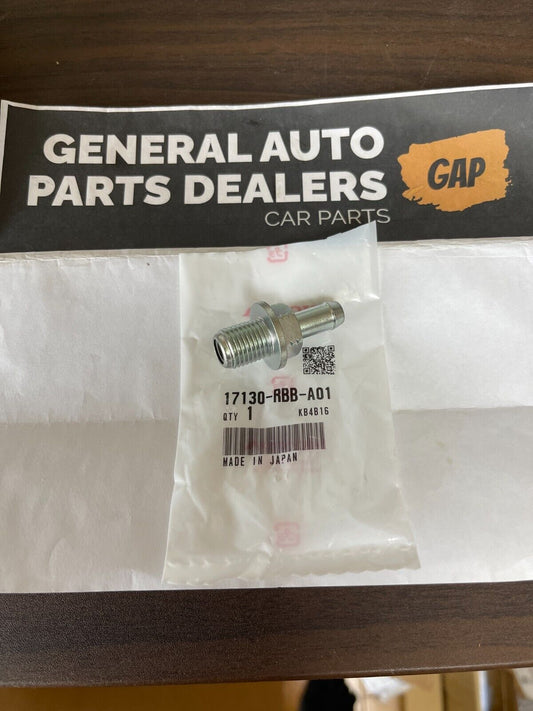 GENERAL AUTO
PARTS DEALERS
CAR PARTS
GAP
17130-RBB-A01
QTY 1 KB4B16
MADE IN JAPAN